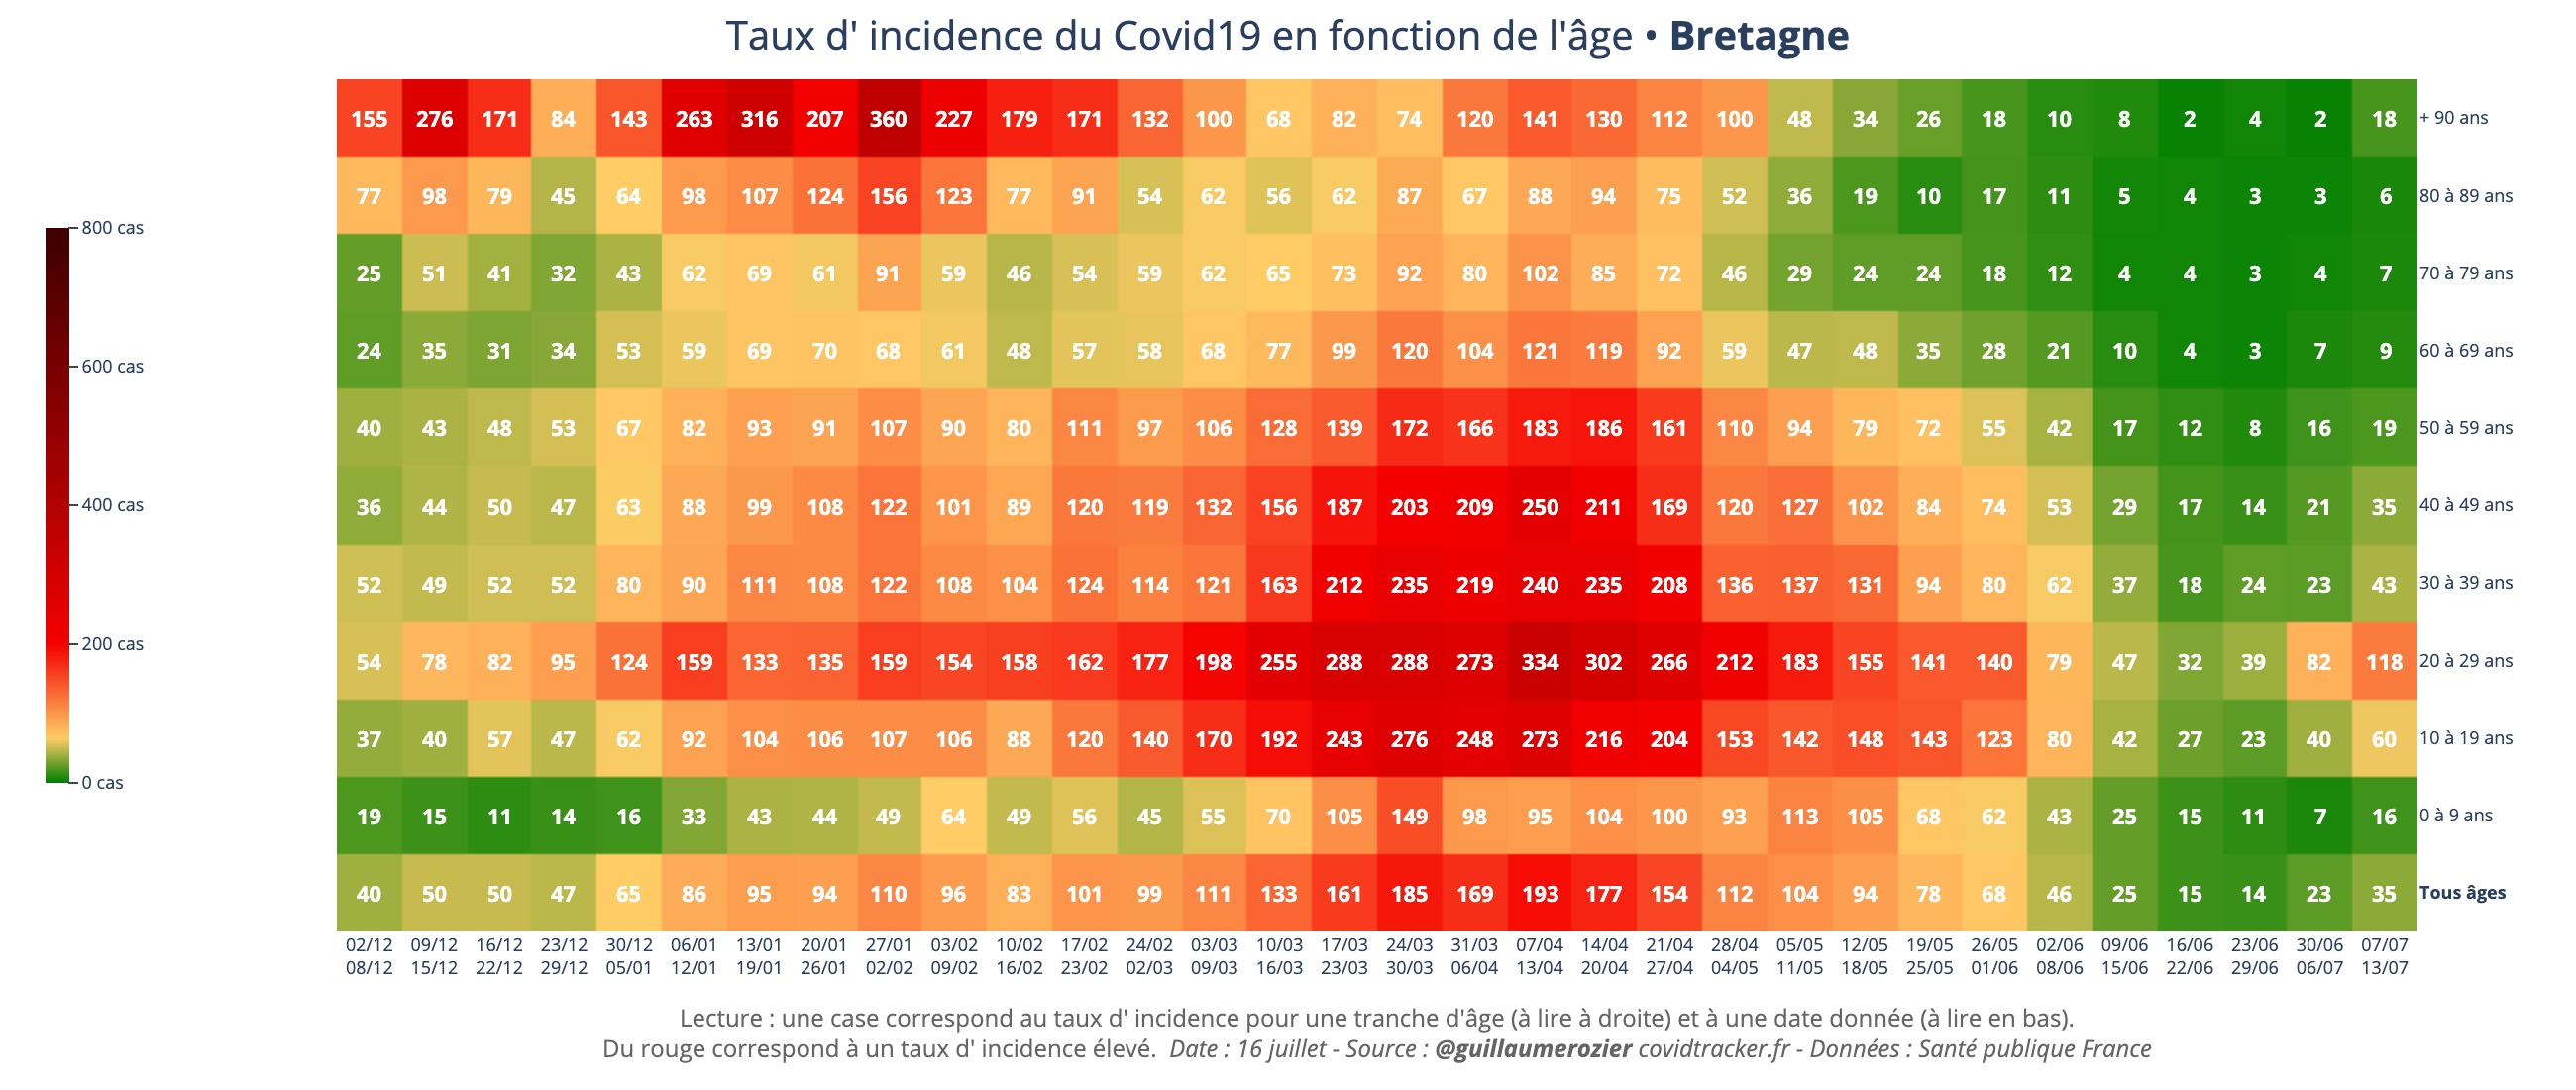 Taux d' incidence du Covid19 en fonction de l'âge • Bretagne
155 276 171 84 143 263 316 207 360 227 179 171 132 100 68 82 74 120 141 130 112 100 48 34 26 18 10 8 2 4 2 18 + 90 ans
77 98 79 45 64 98 107 124 156 123 77 91 54 62 56 62 87 67 88 94 75 52 36 19 10 17 11 5 4 3 3 6 80 à 89 ans
800 cas
25 51 41 32 43 62 69 61 91 59 46 54 59 62 65 73 92 80 102 85 72 46 29 24 24 18 12 4 4 3 4 7 70 à 79 ans
24 35 31 34 53 59 69 70 68 61 48 57 58 68 77 99 120 104 121 119 92 59 47 48 35 28 21 10 4 3 7 9 60 à 69 ans
600 cas
40 43 48 53 67 82 93 91 107 90 80 111 97 106 128 139 172 166 183 186 161 110 94 79 72 55 42 17 12 8 16 19 50 à 59 ans
400 cas
36 44 50 47 63 88 99 108 122 101 89 120 119 132 156 187 203 209 250 211 169 120 127 102 84 74 53 29 17 14 21 35 40 à 49 ans
52 49 52 52 80 90 111 108 122 108 104 124 114 121 163 212 235 219 240 235 208 136 137 131 94 80 62 37 18 24 23 43 30 à 39 ans
200 cas
54 78 82 95 124 159 133 135 159 154 158 162 177 198 255 288 288 273 334 302 266 212 183 155 141 140 79 47 32 39 82 118 20 à 29 ans
37 40 57 47 62 92 104 106 107 106 88 120 140 170 192 243 276 248 273 216 204 153 142 148 143 123 80 42 27 23 40 60 10 à 19 ans
0 cas
19 15 11 14 16 33 43 44 49 64 49 56 45 55 70 105 149 98 95 104 100 93 113 105 68 62 43 25 15 11 7 16 0 à 9 ans
40 50 50 47 65 86 95 94 110 96 83 101 99 111 133 161 185 169 193 177 154 112 104 94 78 68 46 25 15 14 23 35 Tous âges
02/12 09/12 16/12 23/12 30/12 06/01 13/01 20/01 27/01 03/02 10/02 17/02 24/02 03/03 10/03 17/03 24/03 31/03 07/04 14/04 21/04 28/04 05/05 12/05 19/05 26/05 02/06 09/06 16/06 23/06 30/06 07/07
08/12 15/12 22/12 29/12 05/01 12/01 19/01 26/01 02/02 09/02 16/02 23/02 02/03 09/03 16/03 23/03 30/03 06/04 13/04 20/04 27/04 04/05 11/05 18/05 25/05 01/06 08/06 15/06 22/06 29/06 06/07 13/07
Lecture : une case correspond au taux d' incidence pour une tranche d'âge (à lire à droite) et à une date donnée (à lire en bas).
Du rouge correspond à un taux d' incidence élevé. Date : 16 juillet - Source : @guillaumerozier covidtracker.fr - Données : Santé publique France